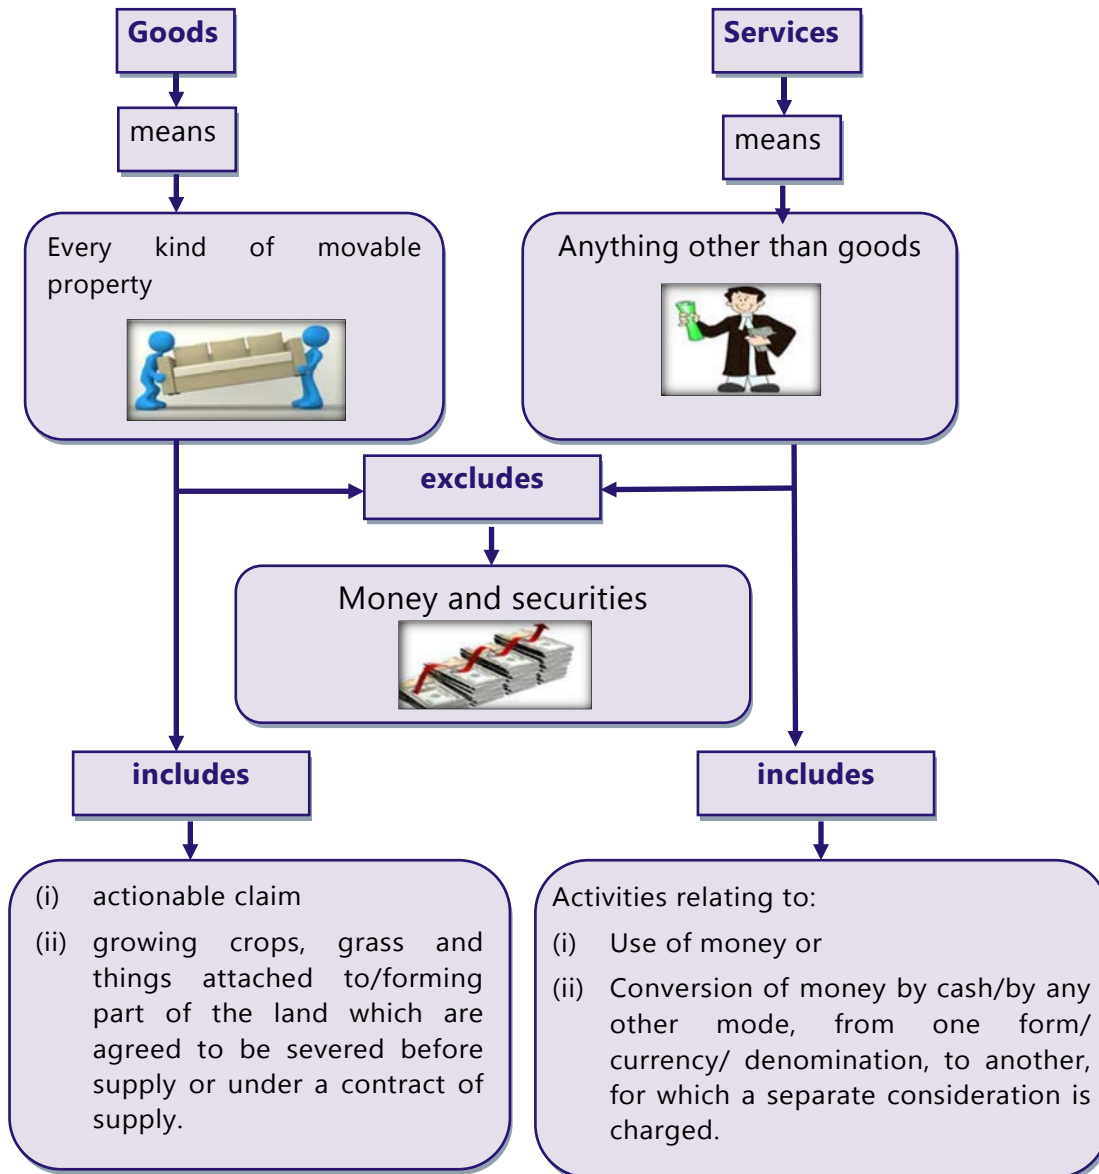 Goods
Services
means
means
Every kind of movable
property
Anything other than goods
excludes
Money and securities
includes
includes
(i) actionable claim
(ii) growing crops, grass and
things attached to/forming
part of the land which are
agreed to be severed before
supply or under a contract of
supply.
Activities relating to:
(i) Use of money or
(ii) Conversion of money by cash/by any
other mode, from one form/
currency/ denomination, to another,
for which a separate consideration is
charged.